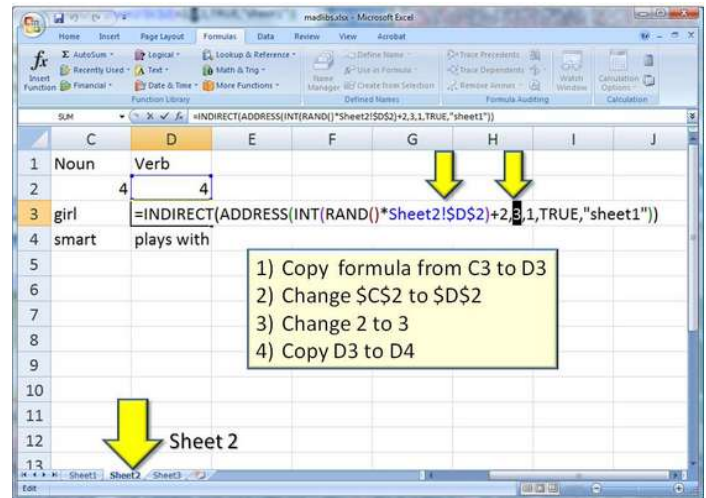 madlibs.xlsx - Microsoft Excel
Home Insert Page Layout Formulas Data Review View Acrobat
fx Insert Function
Σ AutoSum Logical Lookup & Reference
Recently Used Text Math & Trig
Financial Date & Time More Functions
Name Manager
Define Name
Use in Formula
Create from Selection
Trace Precedents
Trace Dependents
Remove Arrows
Watch Window
Calculation Options
Function Library Defined Names Formula Auditing Calculation
SUM fx =INDIRECT(ADDRESS(INT(RAND()*Sheet2!$D$2)+2,3,1,TRUE,"sheet1"))
C D E F G H I J
1 Noun Verb
2 4 4
3 girl =INDIRECT(ADDRESS(INT(RAND()*Sheet2!$D$2)+2,3,1,TRUE,"sheet1"))
4 smart plays with
5
6
7
8
9
10
11
12
13
1) Copy formula from C3 to D3
2) Change $C$2 to $D$2
3) Change 2 to 3
4) Copy D3 to D4
Sheet 2
Sheet1 Sheet2 Sheet3
Edit